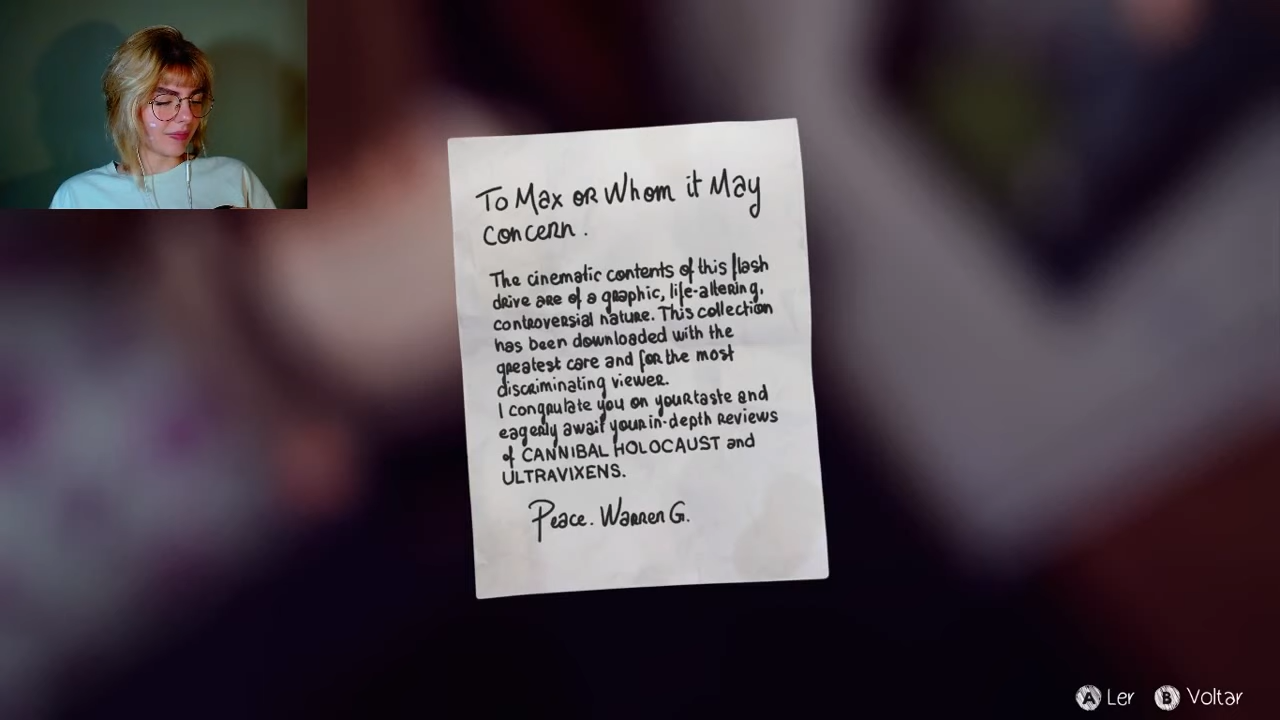 To Max or Whom it May
concern.
The cinematic contents of this flash
drive are of a graphic, life-altering,
controversial nature. This collection
has been downloaded with the
greatest care and for the most
discriminating viewer.
I congrulate you on your taste and
eagerly await your in-depth reviews
of CANNIBAL HOLOCAUST and
ULTRAVIXENS.
Peace. Warren G.
A Ler B Voltar